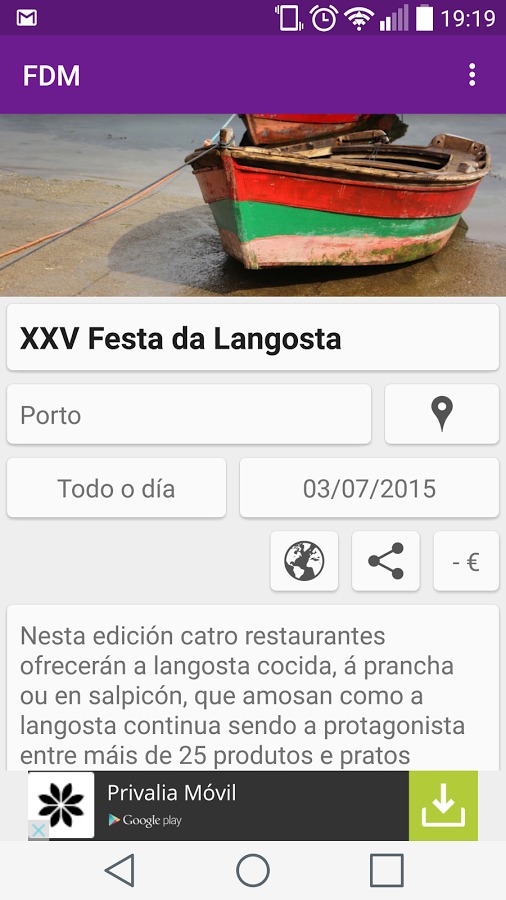 19:19
FDM
XXV Festa da Langosta
Porto
Todo o día
03/07/2015
- €
Nesta edición catro restaurantes
ofrecerán a langosta cocida, á prancha
ou en salpicón, que amosan como a
langosta continua sendo a protagonista
entre máis de 25 produtos e pratos
Privalia Móvil
Google play